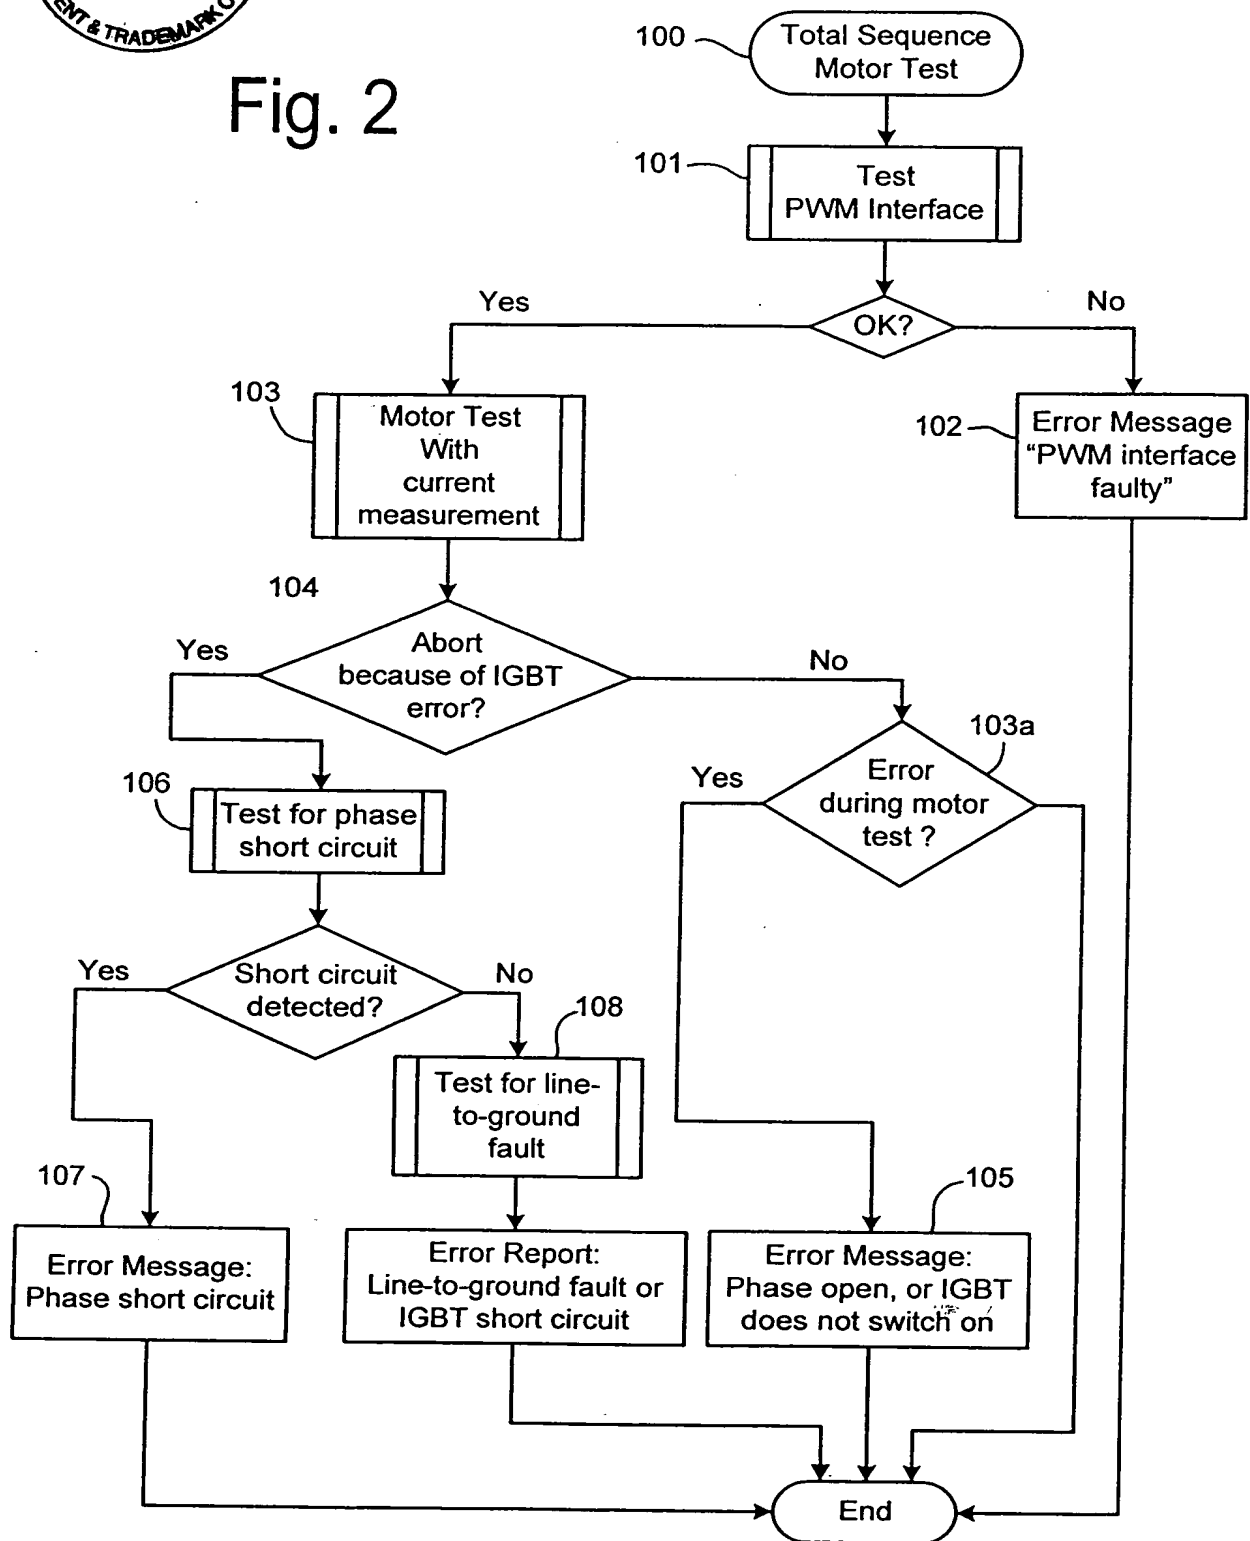 ENT & TRADEMARK O
Fig. 2
100
Total Sequence
Motor Test
101
Test
PWM Interface
Yes
OK?
No
103
Motor Test
With
current
measurement
102
Error Message
“PWM interface
faulty”
104
Yes
Abort
because of IGBT
error?
No
103a
106
Test for phase
short circuit
Yes
Error
during motor
test ?
Yes
Short circuit
detected?
No
108
Test for line-
to-ground
fault
107
Error Message:
Phase short circuit
Error Report:
Line-to-ground fault or
IGBT short circuit
105
Error Message:
Phase open, or IGBT
does not switch on
End